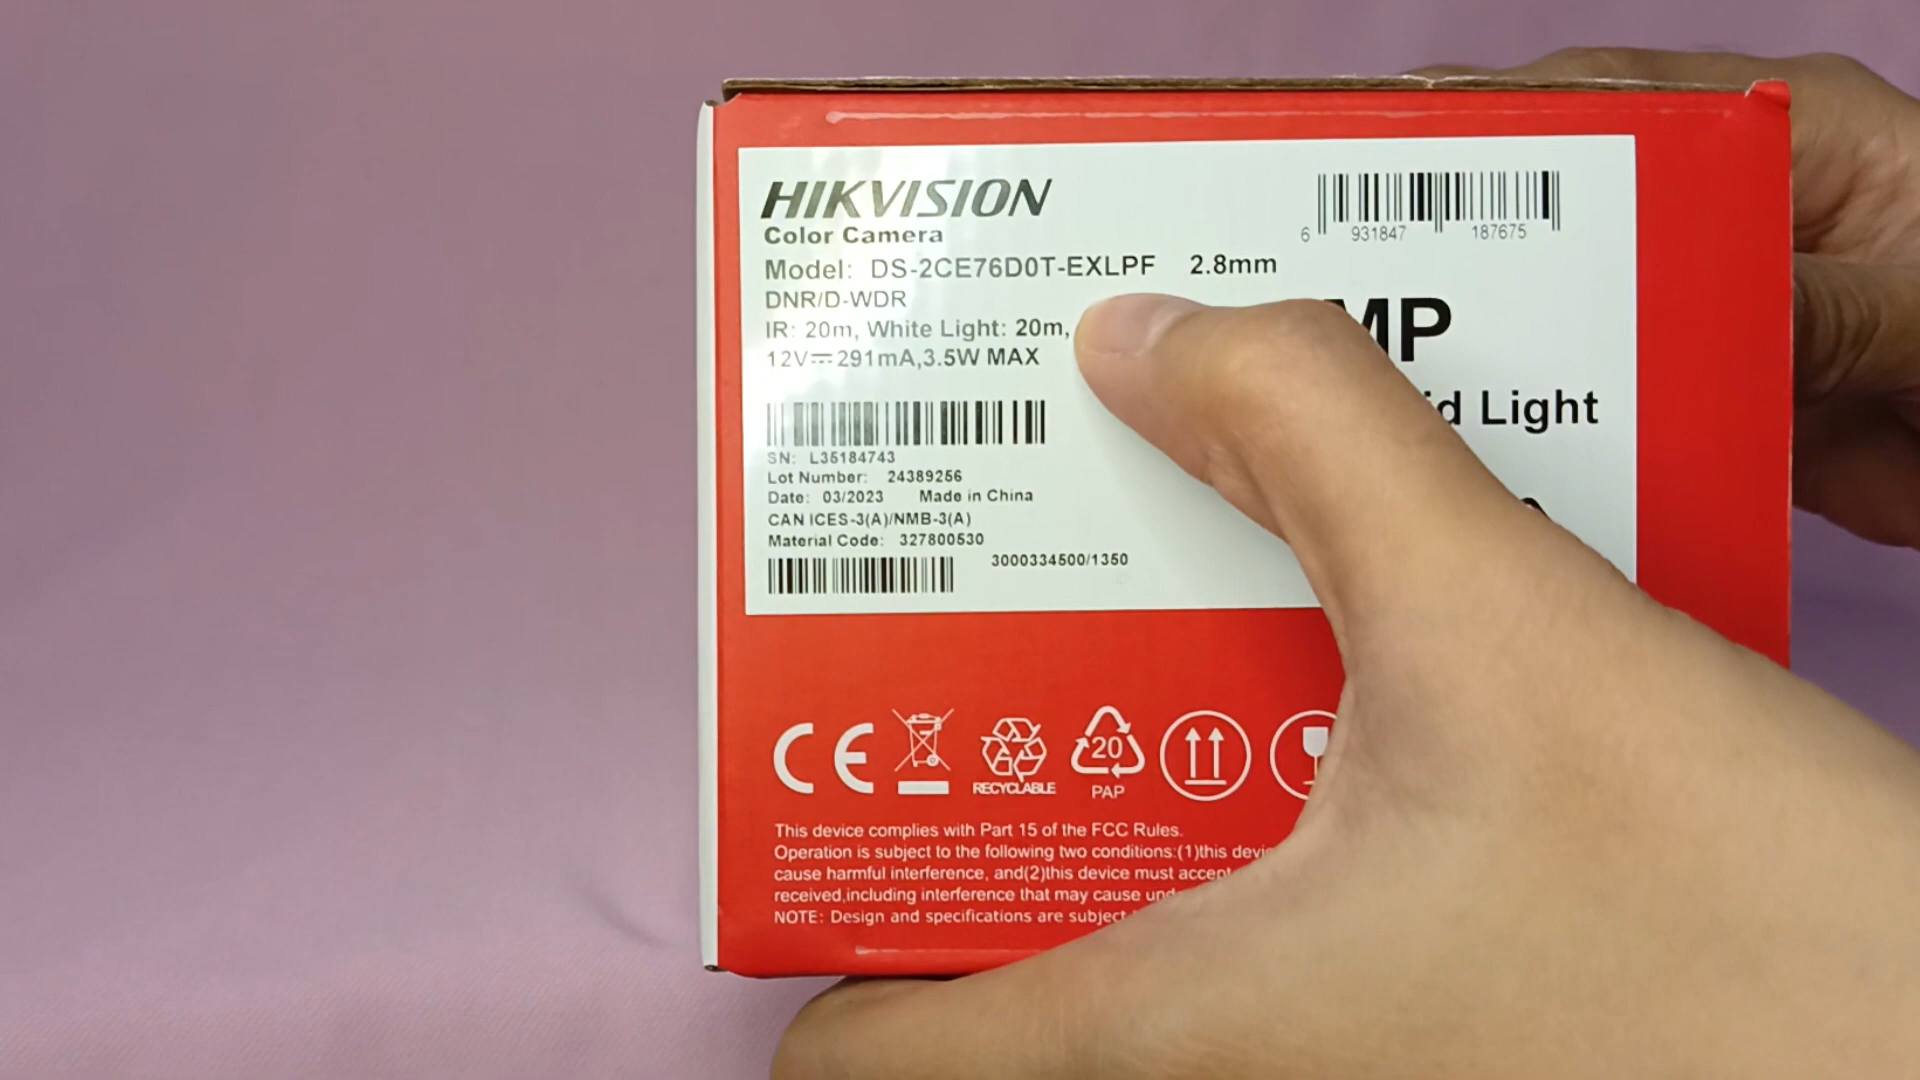 HIKVISION
Color Camera
Model: DS-2CE76D0T-EXLPF 2.8mm
DNR/D-WDR
IR: 20m, White Light: 20m,
12V⎓291mA,3.5W MAX
6 931847 187675
MP
Light
SN: L35184743
Lot Number: 24389256
Date: 03/2023 Made in China
CAN ICES-3(A)/NMB-3(A)
Material Code: 327800530
3000334500/1350
CE
RECYCLABLE
20
PAP
This device complies with Part 15 of the FCC Rules.
Operation is subject to the following two conditions:(1)this
cause harmful interference, and(2)this device must accept
received,including interference that may cause
NOTE: Design and specifications are subject